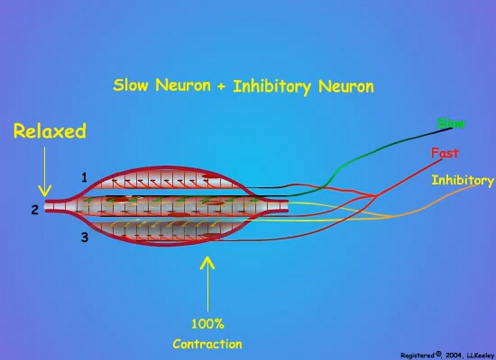 Slow Neuron + Inhibitory Neuron
Slow
Relaxed
Fast
1
Inhibitory
2
3
100%
Contraction
Registered ©, 2004, LLKeeley